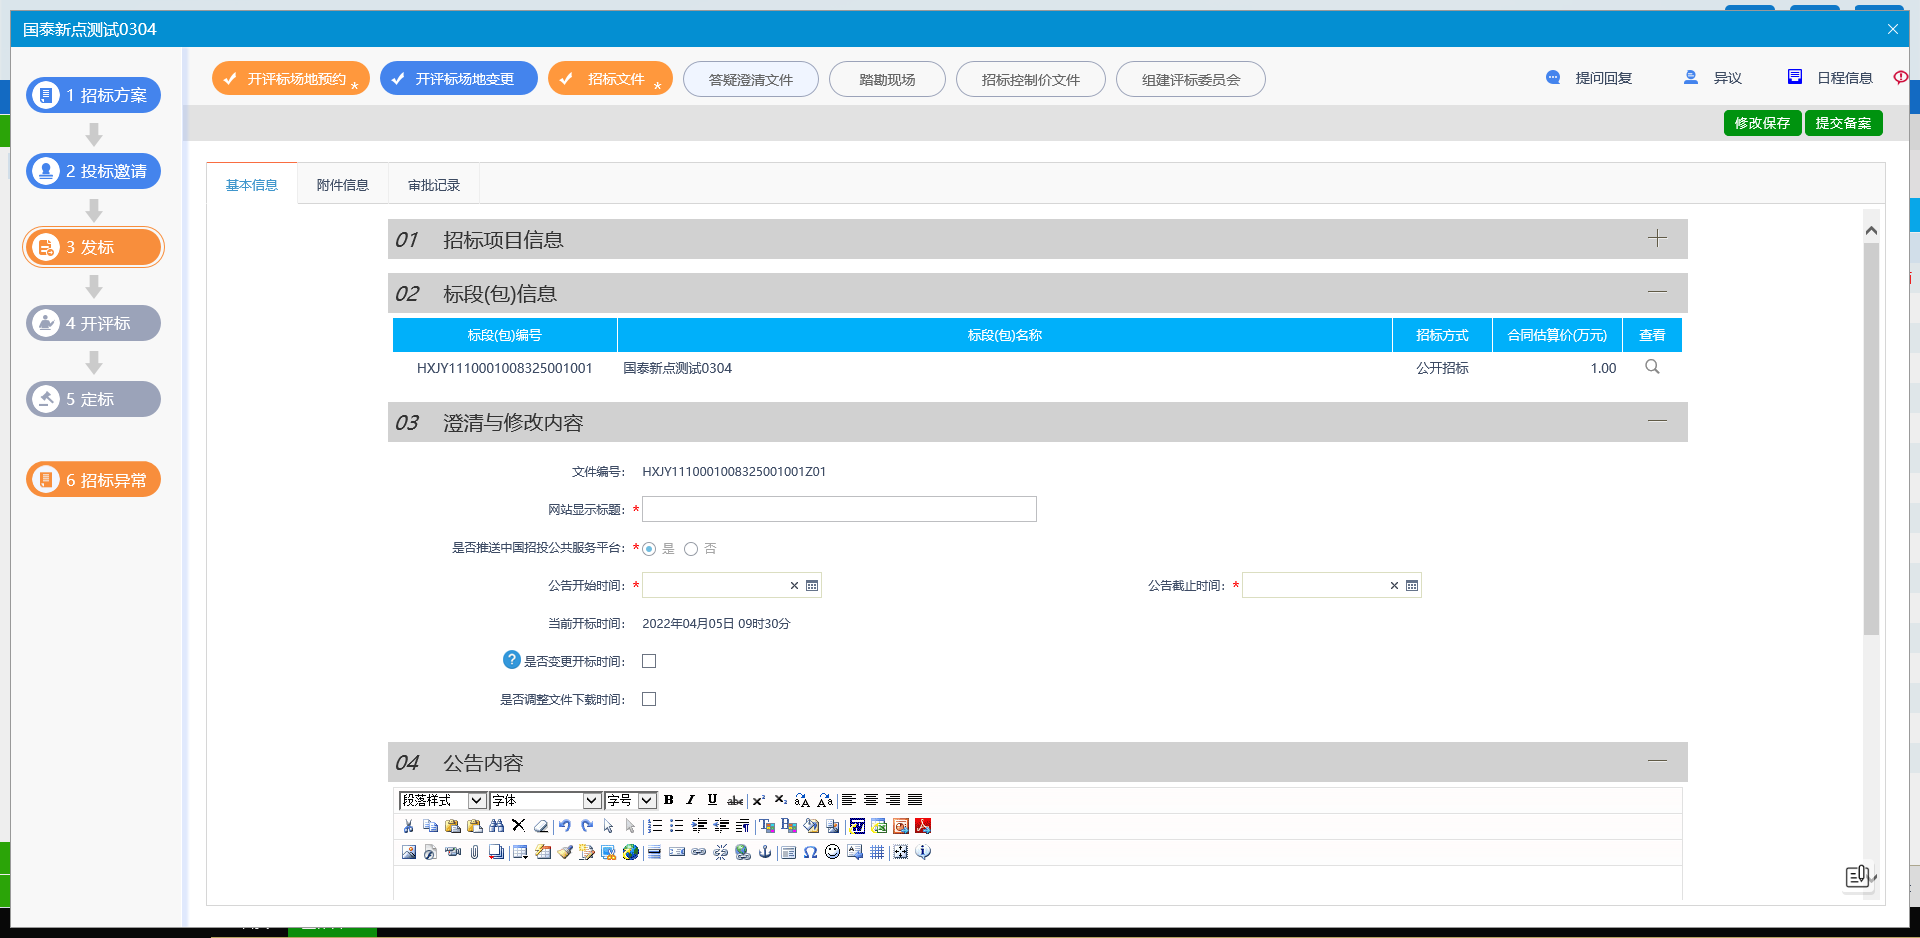 国泰新点测试0304
1 招标方案
2 投标邀请
3 发标
4 开评标
5 定标
6 招标异常
开评标场地预约 *
开评标场地变更
招标文件 *
答疑澄清文件
踏勘现场
招标控制价文件
组建评标委员会
提问回复
异议
日程信息
修改保存
提交备案
基本信息
附件信息
审批记录
01 招标项目信息
02 标段(包)信息
标段(包)编号 标段(包)名称 招标方式 合同估算价(万元) 查看
HXJY1110001008325001001 国泰新点测试0304 公开招标 1.00
03 澄清与修改内容
文件编号: HXJY1110001008325001001Z01
网站显示标题: *
是否推送中国招投公共服务平台: * 是 否
公告开始时间: * 公告截止时间: *
当前开标时间: 2022年04月05日 09时30分
是否变更开标时间:
是否调整文件下载时间:
04 公告内容
段落样式 字体 字号